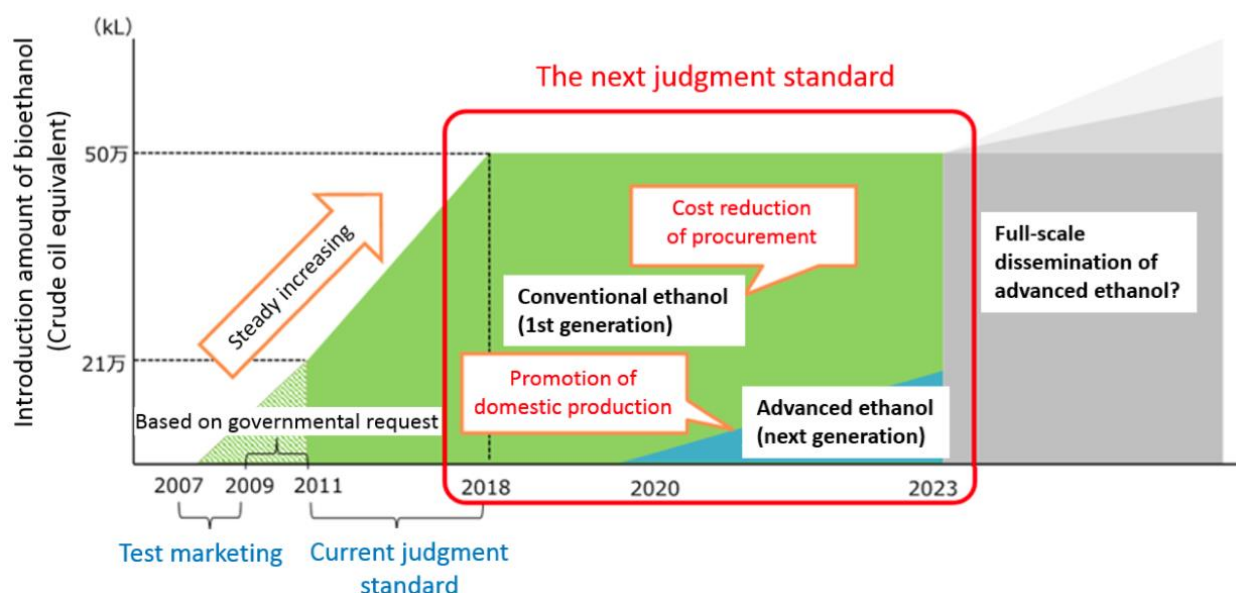 (kL)
The next judgment standard
Introduction amount of bioethanol
(Crude oil equivalent)
50万
21万
Steady increasing
Cost reduction
of procurement
Conventional ethanol
(1st generation)
Full-scale
dissemination of
advanced ethanol?
Promotion of
domestic production
Advanced ethanol
(next generation)
Based on governmental request
2007
2009
2011
2018
2020
2023
Test marketing
Current judgment
standard